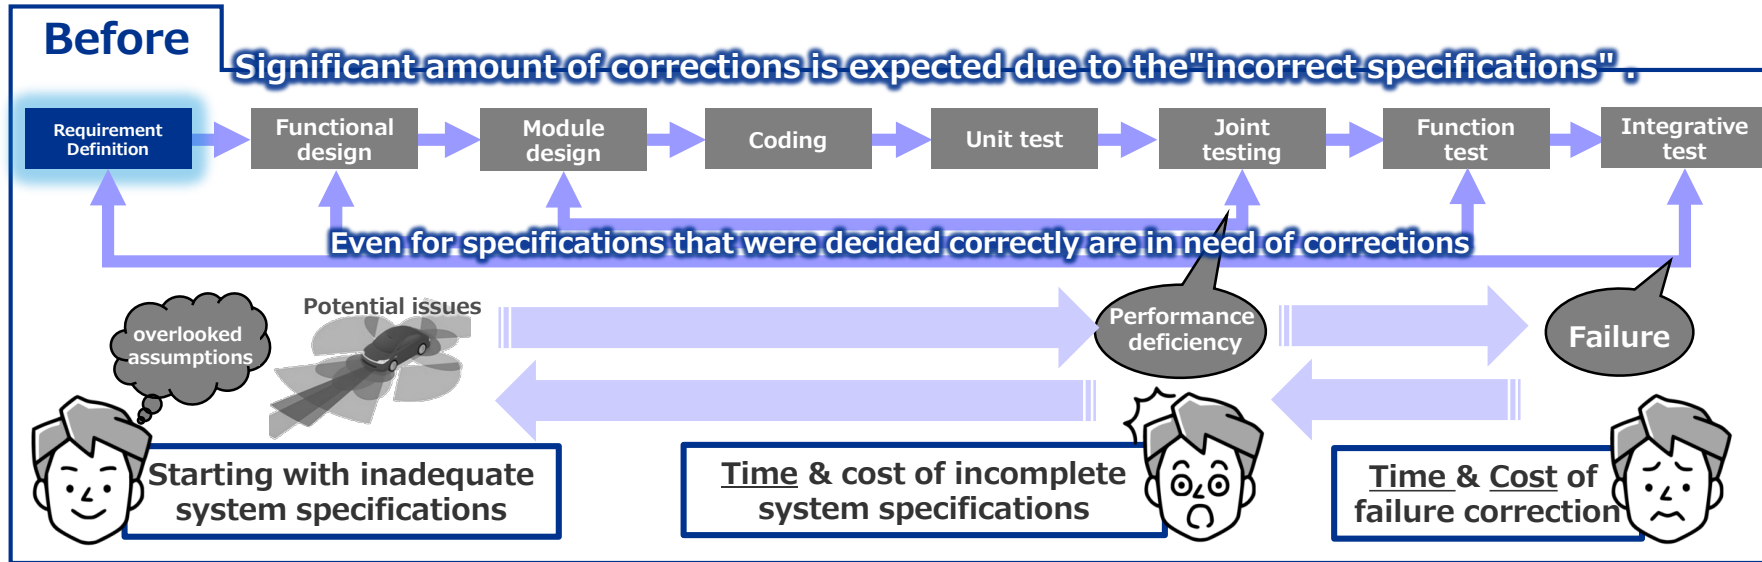 Before
Significant amount of corrections is expected due to the"incorrect specifications" .
Requirement
Definition
Functional
design
Module
design
Coding
Unit test
Joint
testing
Function
test
Integrative
test
Even for specifications that were decided correctly are in need of corrections
overlooked
assumptions
Potential issues
Performance
deficiency
Failure
Starting with inadequate
system specifications
Time & cost of incomplete
system specifications
Time & Cost of
failure correction